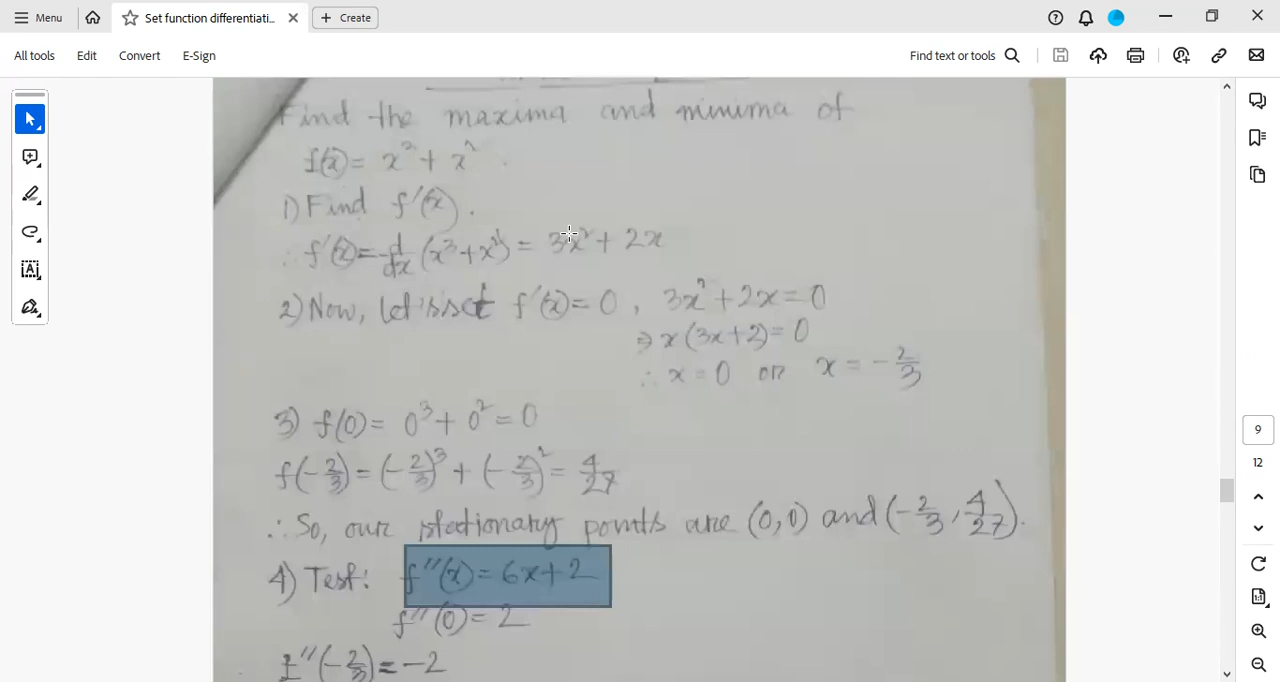 Menu
Set function differentiati...
Create
All tools Edit Convert E-Sign
Find text or tools
Find the maxima and minima of
f(x) = x² + x²
1) Find f'(x).
∴ f'(x) = d/dx (x³ + x²) = 3x² + 2x
2) Now, let's set f'(x) = 0, 3x² + 2x = 0
⇒ x(3x+2) = 0
∴ x = 0 or x = -2/3
3) f(0) = 0³ + 0² = 0
f(-2/3) = (-2/3)³ + (-2/3)² = 4/27
∴ So, our stationary points are (0,0) and (-2/3, 4/27).
4) Test: f''(x) = 6x + 2
f''(0) = 2
f''(-2/3) = -2
9
12